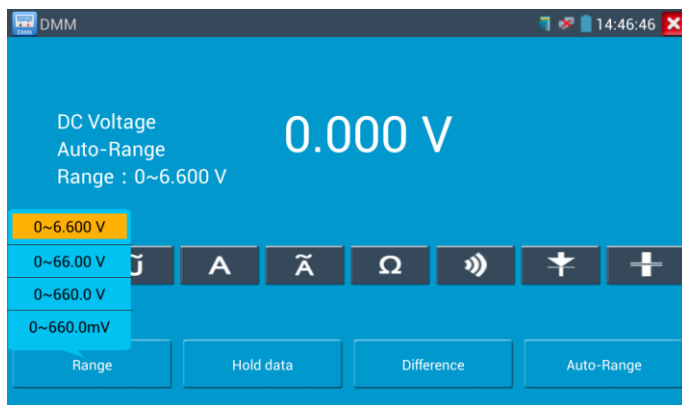 DMM
DMM
14:46:46
DC Voltage
Auto-Range
Range : 0~6.600 V
0.000 V
0~6.600 V
0~66.00 V
0~660.0 V
0~660.0mV
Ũ
A
Ã
Ω
Range
Hold data
Difference
Auto-Range